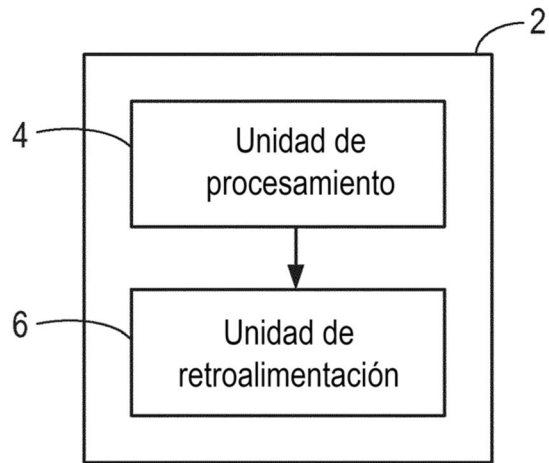 2
4
Unidad de
procesamiento
6
Unidad de
retroalimentación